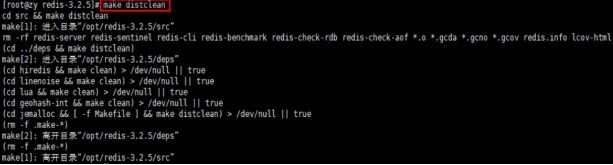 [root@zy redis-3.2.5]# make distclean
cd src && make distclean
make[1]: 进入目录“/opt/redis-3.2.5/src”
rm -rf redis-server redis-sentinel redis-cli redis-benchmark redis-check-rdb redis-check-aof *.o *.gcda *.gcno *.gcov redis.info lcov-html
(cd ../deps && make distclean)
make[2]: 进入目录“/opt/redis-3.2.5/deps”
(cd hiredis && make clean) > /dev/null || true
(cd linenoise && make clean) > /dev/null || true
(cd lua && make clean) > /dev/null || true
(cd geohash-int && make clean) > /dev/null || true
(cd jemalloc && [ -f Makefile ] && make distclean) > /dev/null || true
(rm -f .make-*)
make[2]: 离开目录“/opt/redis-3.2.5/deps”
(rm -f .make-*)
make[1]: 离开目录“/opt/redis-3.2.5/src”